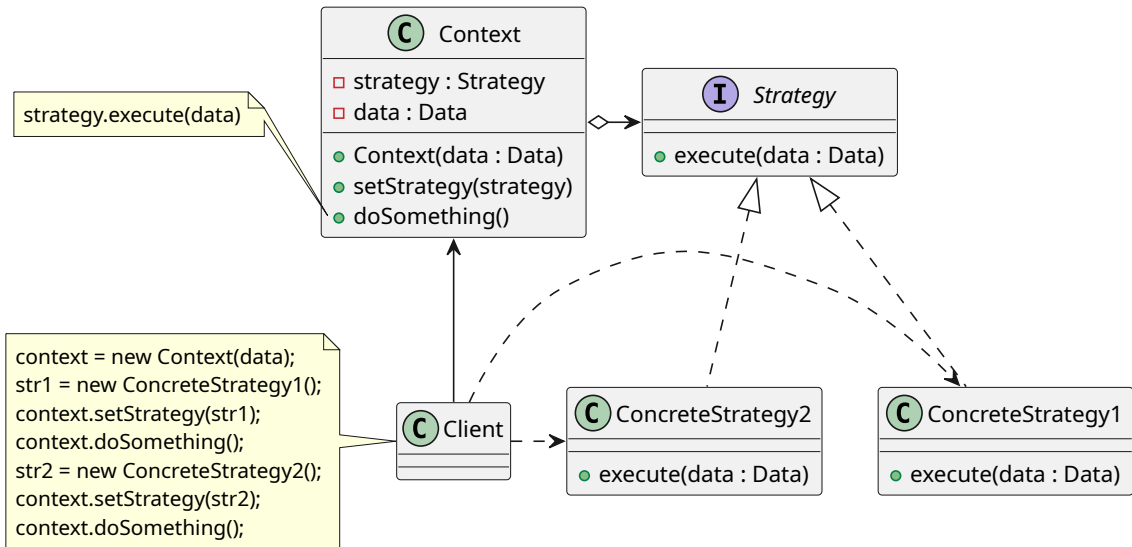 C Context
strategy : Strategy
data : Data
Context(data : Data)
setStrategy(strategy)
doSomething()
strategy.execute(data)
I Strategy
execute(data : Data)
context = new Context(data);
str1 = new ConcreteStrategy1();
context.setStrategy(str1);
context.doSomething();
str2 = new ConcreteStrategy2();
context.setStrategy(str2);
context.doSomething();
C Client
C ConcreteStrategy2
execute(data : Data)
C ConcreteStrategy1
execute(data : Data)